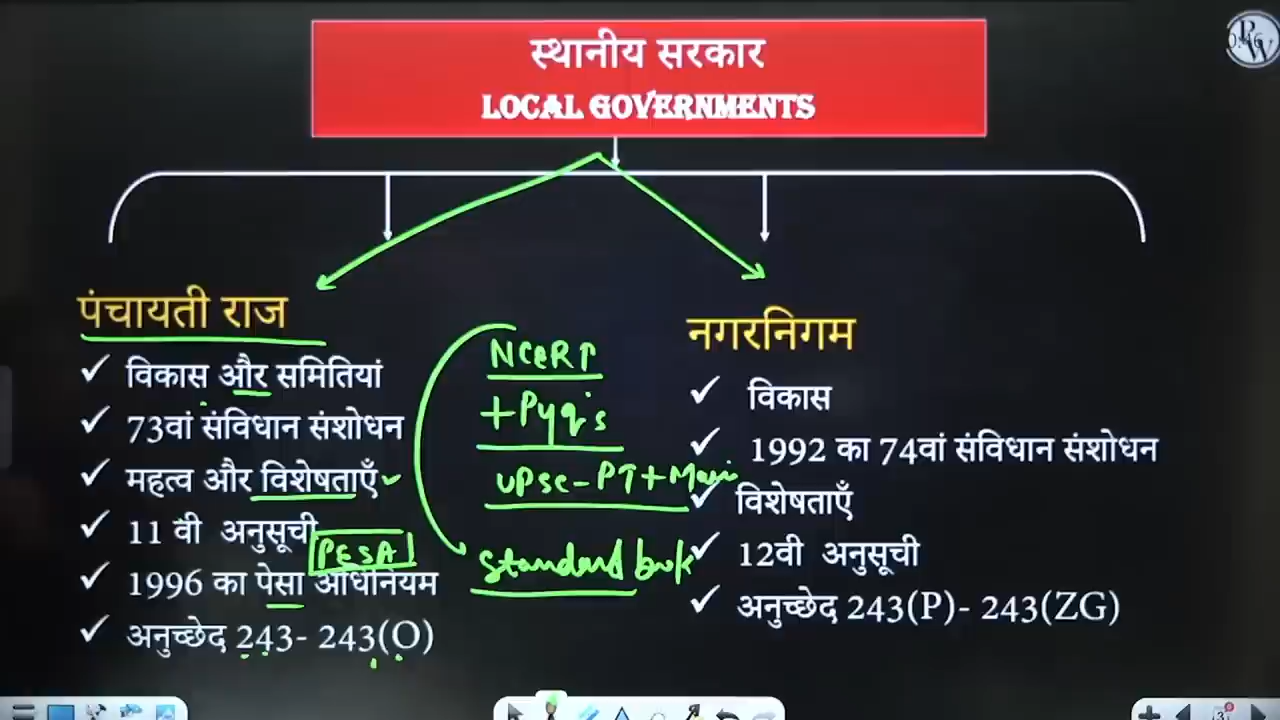 स्थानीय सरकार
LOCAL GOVERNMENTS
PW
पंचायती राज
✓ विकास और समितियां
✓ 73वां संविधान संशोधन
✓ महत्व और विशेषताएँ
✓ 11 वी अनुसूची
PESA
✓ 1996 का पेसा अधिनियम
✓ अनुच्छेद 243- 243(O)
NCERT
+Pyq's
UPSC-PT+Main
Standard book
नगरनिगम
✓ विकास
✓ 1992 का 74वां संविधान संशोधन
✓ विशेषताएँ
✓ 12वी अनुसूची
✓ अनुच्छेद 243(P)- 243(ZG)